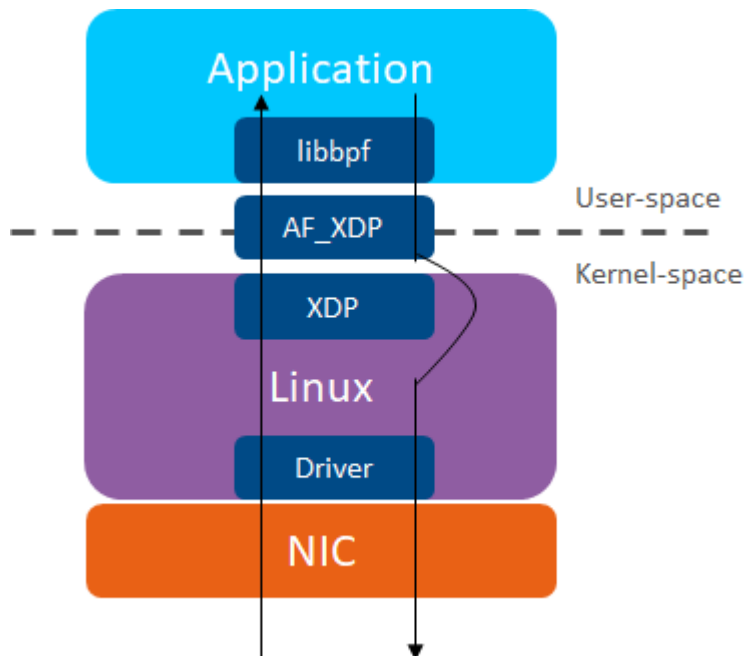 Application
libbpf
User-space
AF_XDP
Kernel-space
XDP
Linux
Driver
NIC